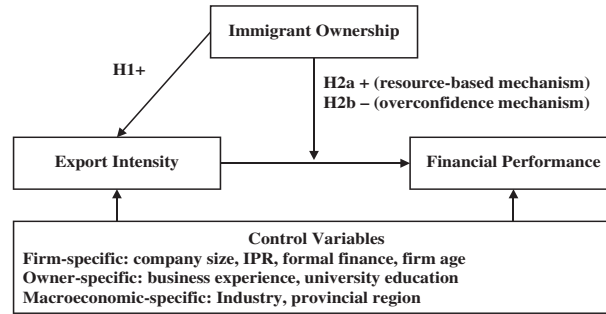 Immigrant Ownership
H1+
H2a + (resource-based mechanism)
H2b – (overconfidence mechanism)
Export Intensity
Financial Performance
Control Variables
Firm-specific: company size, IPR, formal finance, firm age
Owner-specific: business experience, university education
Macroeconomic-specific: Industry, provincial region